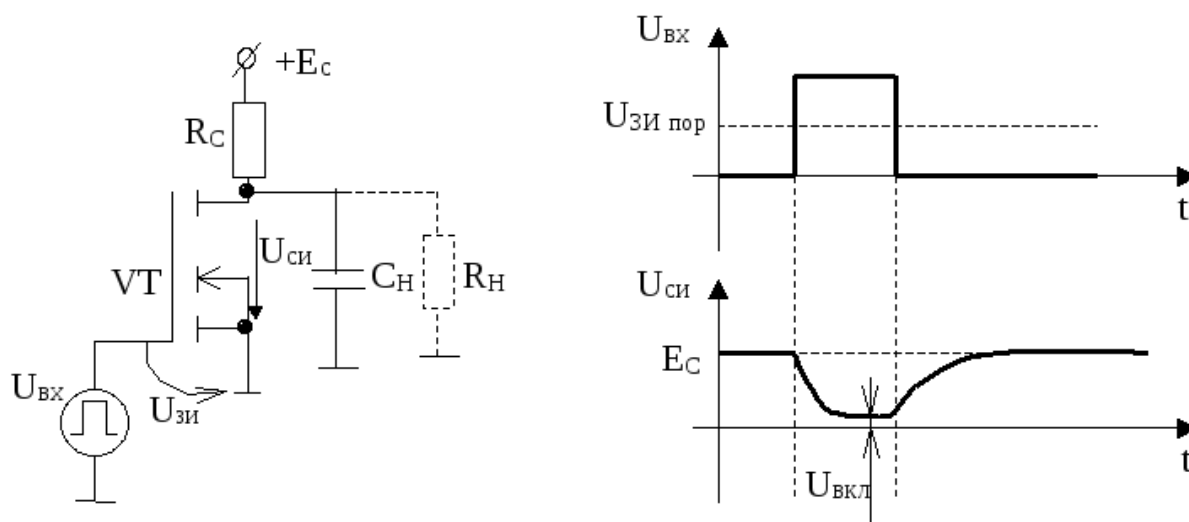 +Eс
RС
Uси
VT
CН
RН
Uвх
Uзи
Uвх
Uзи пор
t
Uси
EС
Uвкл
t